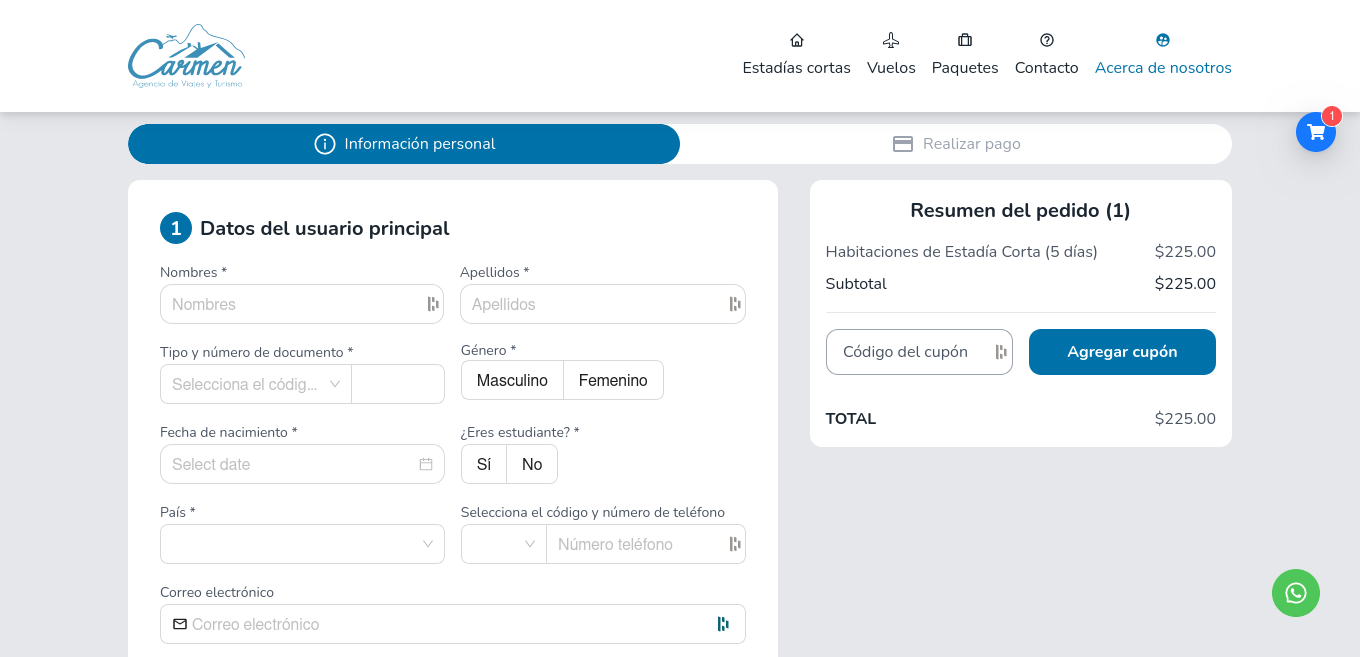 Carmen
Agencia de Viajes y Turismo
Estadías cortas
Vuelos
Paquetes
Contacto
Acerca de nosotros
1
Información personal
Realizar pago
1 Datos del usuario principal
Nombres *
Apellidos *
Nombres
Apellidos
Tipo y número de documento *
Género *
Selecciona el códig...
Masculino
Femenino
Fecha de nacimiento *
¿Eres estudiante? *
Select date
Sí
No
País *
Selecciona el código y número de teléfono
Número teléfono
Correo electrónico
Correo electrónico
Resumen del pedido (1)
Habitaciones de Estadía Corta (5 días) $225.00
Subtotal $225.00
Código del cupón
Agregar cupón
TOTAL $225.00